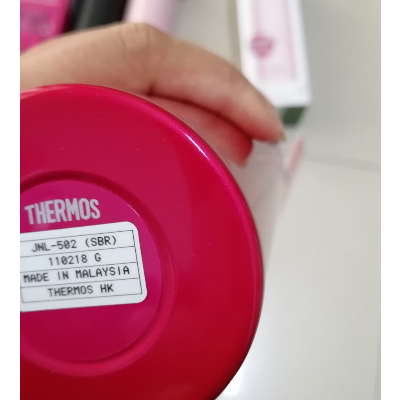 THERMOS
JNL-502 (SBR)
110218 G
MADE IN MALAYSIA
THERMOS HK